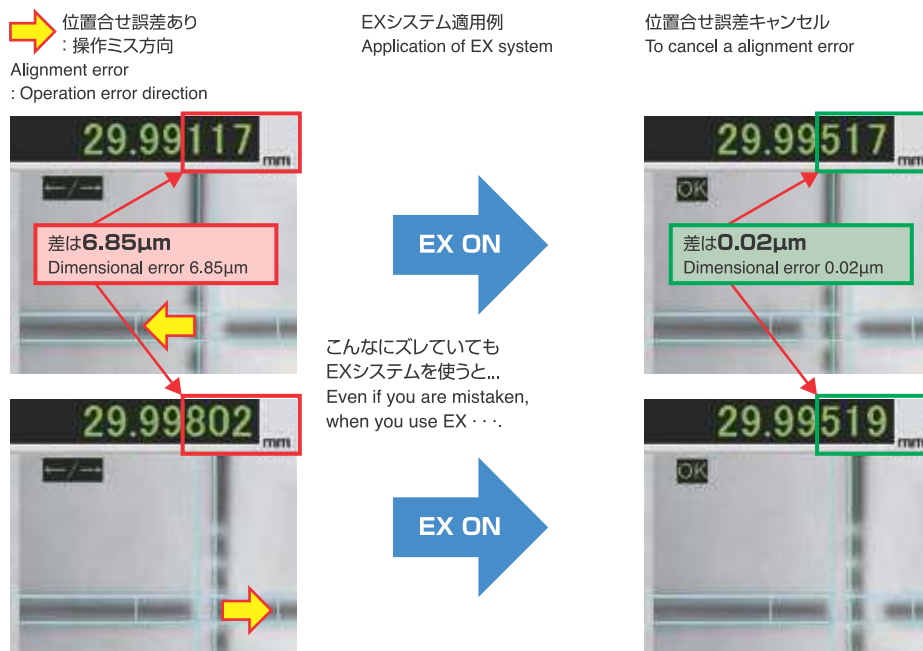 位置合せ誤差あり
：操作ミス方向
Alignment error
: Operation error direction
EXシステム適用例
Application of EX system
位置合せ誤差キャンセル
To cancel a alignment error
29.99117 mm
←/→
差は6.85μm
Dimensional error 6.85μm
EX ON
29.99517 mm
OK
差は0.02μm
Dimensional error 0.02μm
こんなにズレていても
EXシステムを使うと...
Even if you are mistaken,
when you use EX ・・・.
29.99802 mm
←/→
EX ON
29.99519 mm
OK